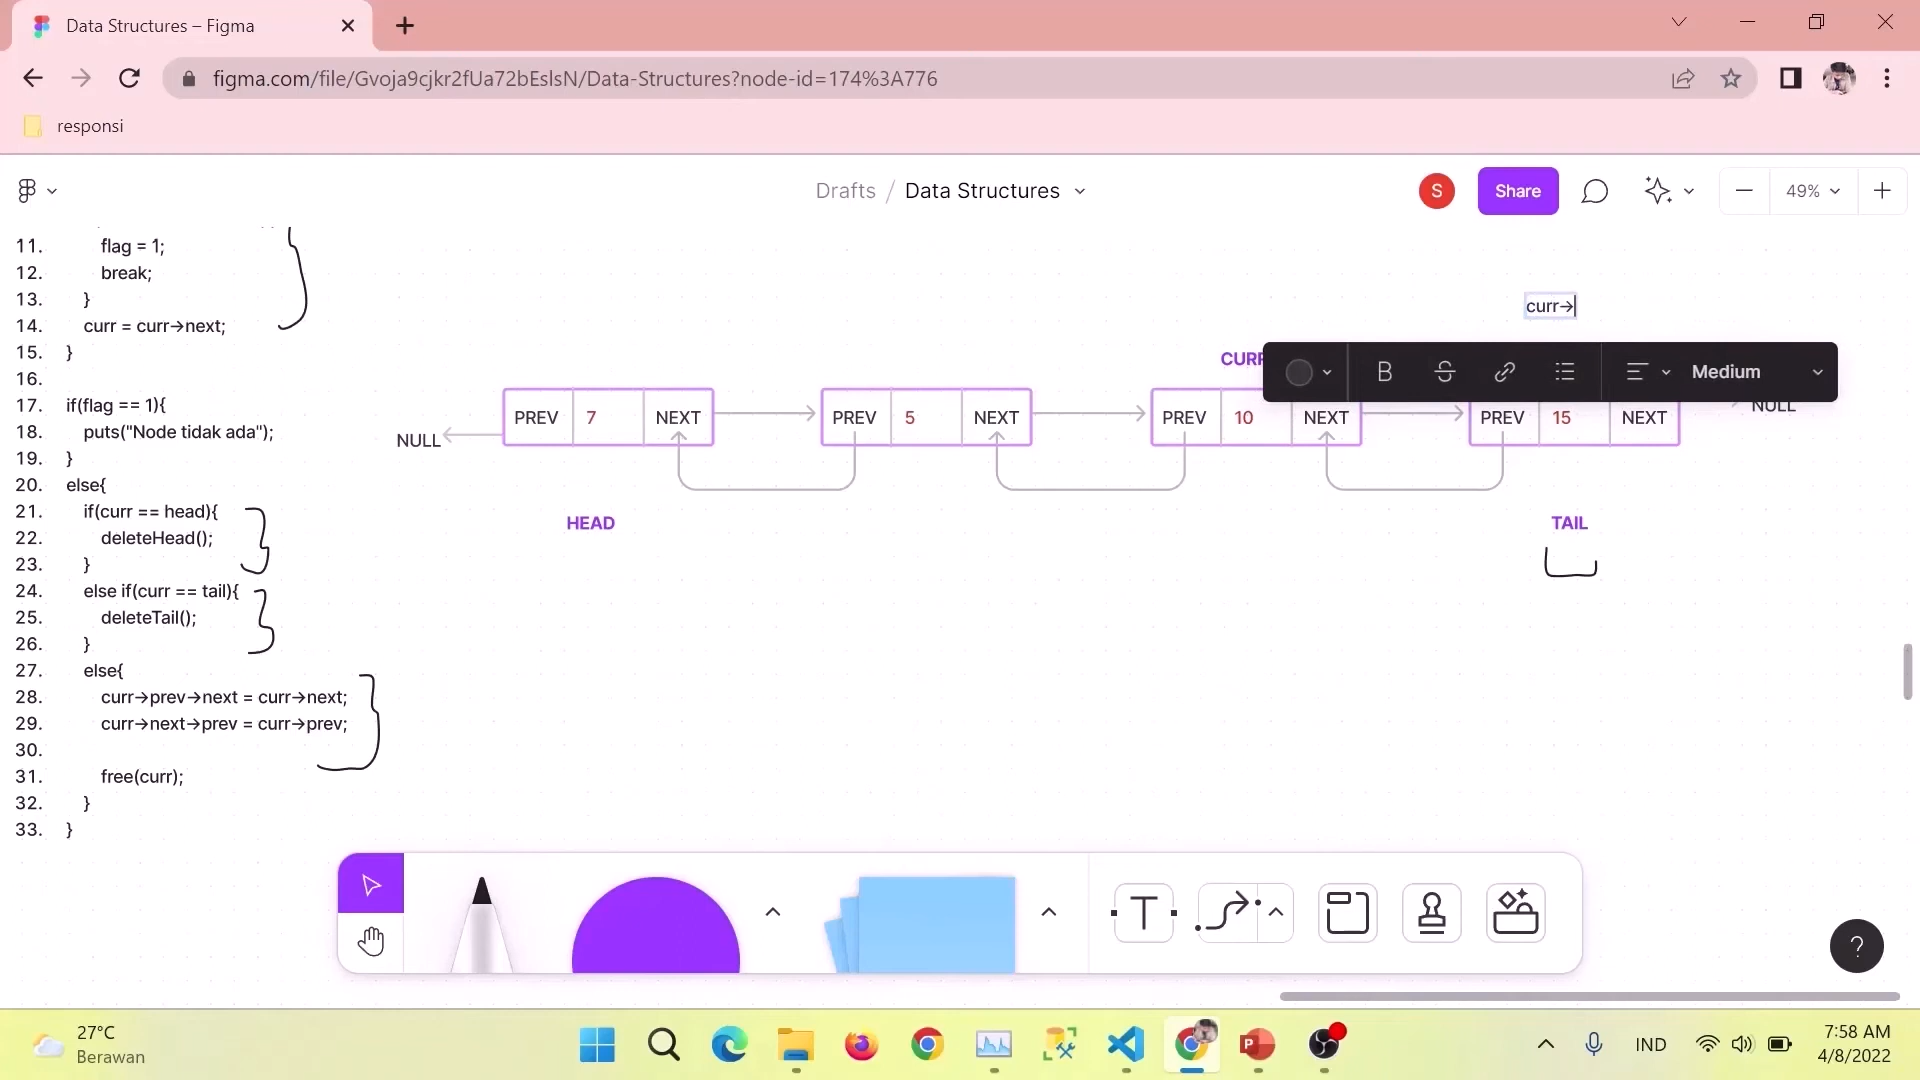 Data Structures – Figma
figma.com/file/Gvoja9cjkr2fUa72bEslsN/Data-Structures?node-id=174%3A776
responsi
Drafts / Data Structures
S
Share
49%
11. flag = 1;
12. break;
13. }
14. curr = curr→next;
15. }
16.
17. if(flag == 1){
18. puts("Node tidak ada");
19. }
20. else{
21. if(curr == head){
22. deleteHead();
23. }
24. else if(curr == tail){
25. deleteTail();
26. }
27. else{
28. curr→prev→next = curr→next;
29. curr→next→prev = curr→prev;
30.
31. free(curr);
32. }
33. }
curr→
CURR
Medium
NULL
PREV 7 NEXT
PREV 5 NEXT
PREV 10 NEXT
PREV 15 NEXT
NULL
HEAD
TAIL
T
?
27°C
Berawan
IND
7:58 AM
4/8/2022